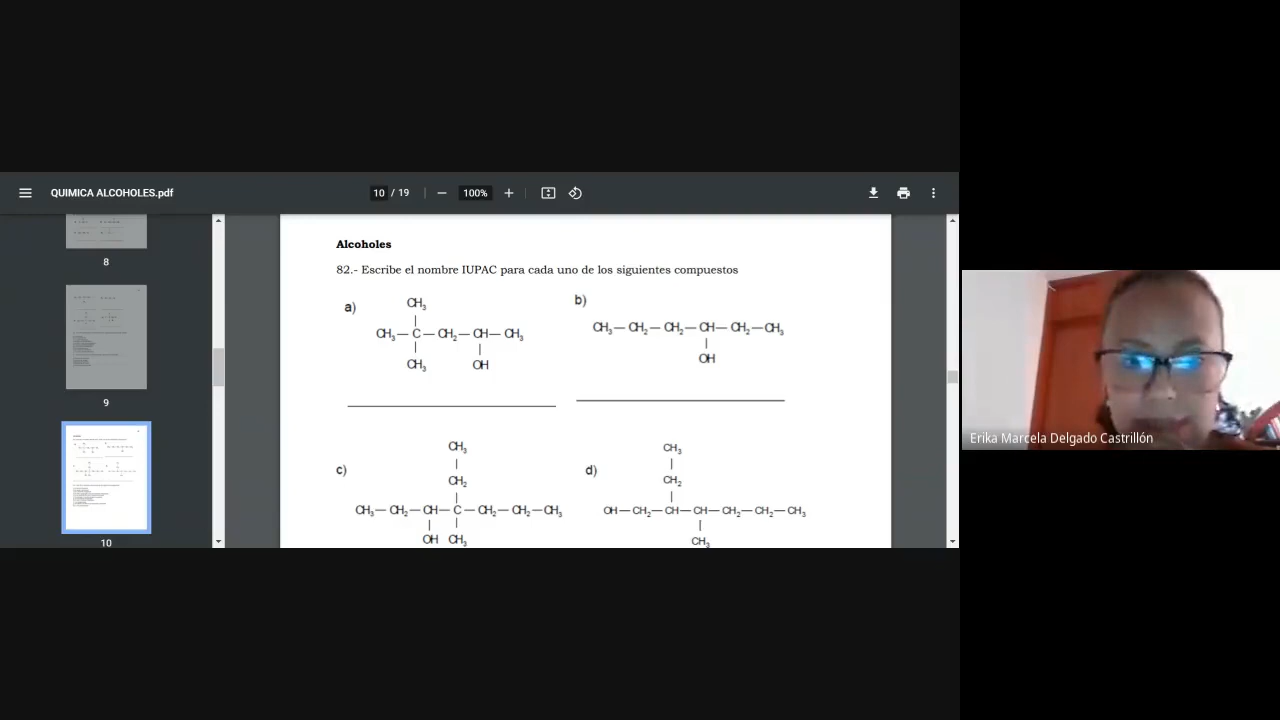 QUIMICA ALCOHOLES.pdf
10 / 19
100%
8
9
10
Alcoholes
82.- Escribe el nombre IUPAC para cada uno de los siguientes compuestos
a)
CH₃
|
CH₃—C—CH₂—CH—CH₃
| |
CH₃ OH
b)
CH₃—CH₂—CH₂—CH—CH₂—CH₃
|
OH
c)
CH₃
|
CH₂
|
CH₃—CH₂—CH—C—CH₂—CH₂—CH₃
| |
OH CH₃
d)
CH₃
|
CH₂
|
OH—CH₂—CH—CH—CH₂—CH₂—CH₃
|
CH₃
Erika Marcela Delgado Castrillón